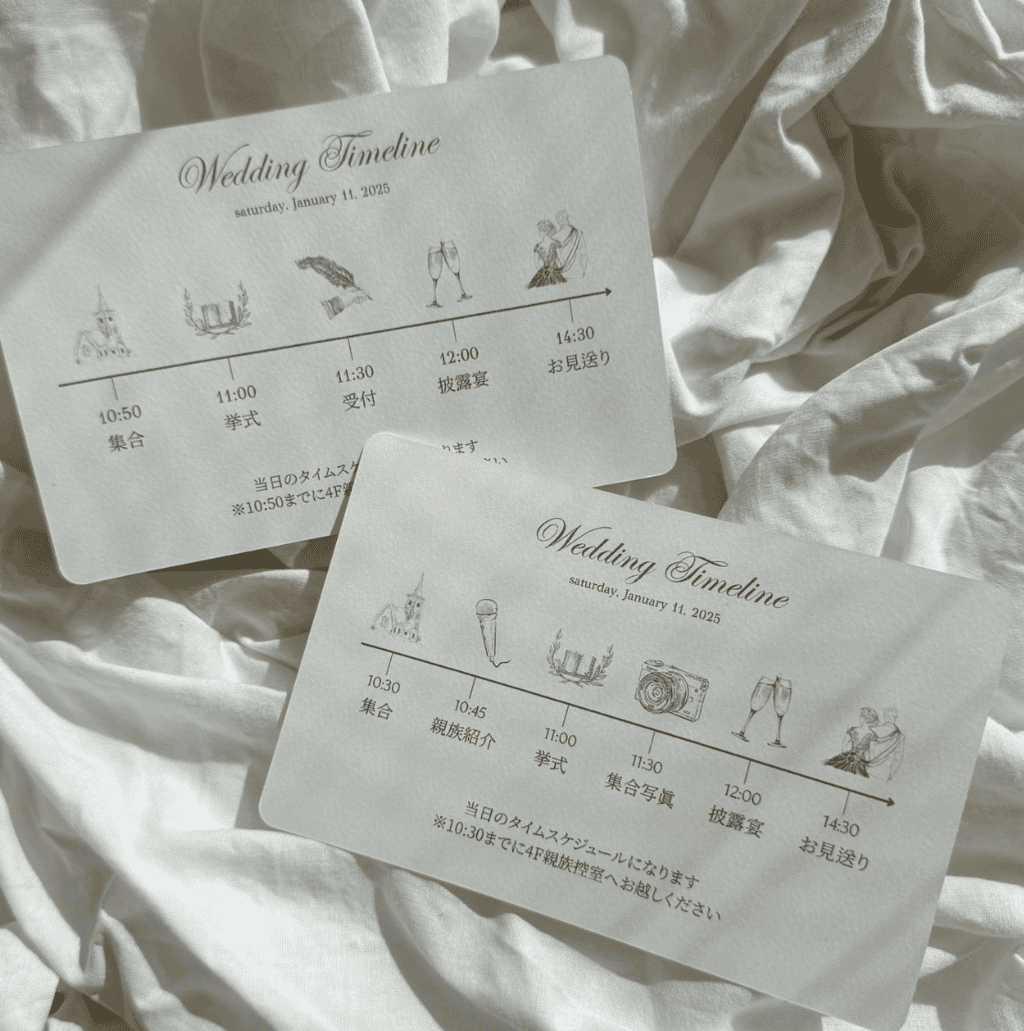 Wedding Timeline
saturday, January 11, 2025
10:50
集合
11:00
挙式
11:30
受付
12:00
披露宴
14:30
お見送り
当日のタイムスケ
ります
※10:50までに4F親
Wedding Timeline
saturday, January 11, 2025
10:30
集合
10:45
親族紹介
11:00
挙式
11:30
集合写眞
12:00
披露宴
14:30
お見送り
当日のタイムスケジュールになります
※10:30までに4F親族控室へお越しください